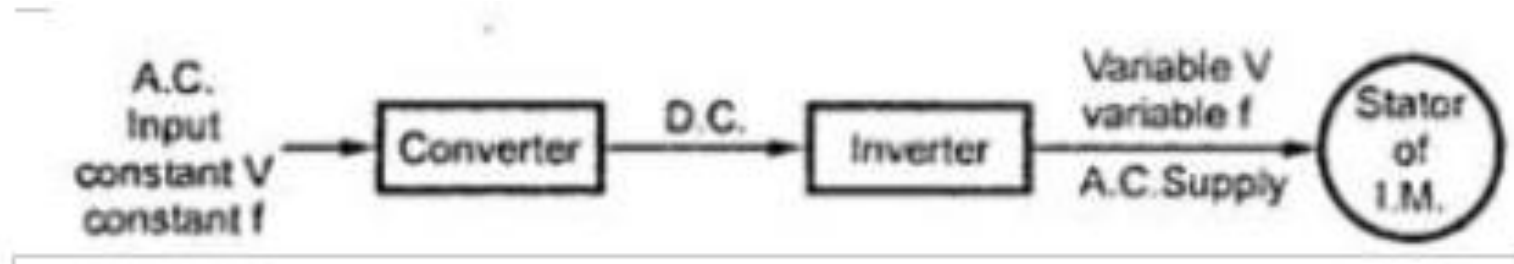 A.C.
Input
constant V
constant f
Converter
D.C.
Inverter
Variable V
variable f
A.C.Supply
Stator
of
I.M.